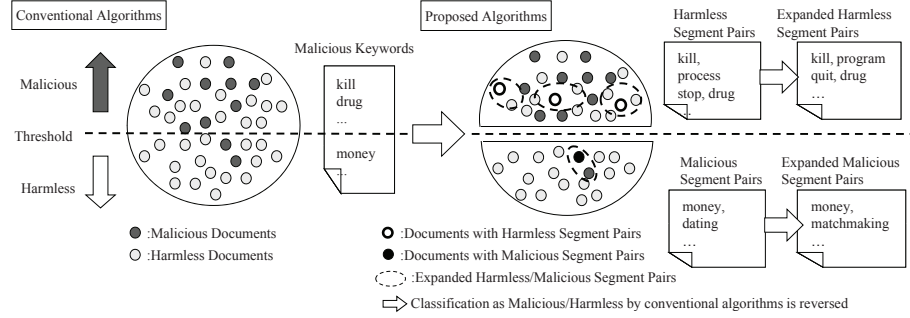 Conventional Algorithms
Malicious
Threshold
Harmless
Malicious Keywords
kill
drug
...
money
...
:Malicious Documents
:Harmless Documents
Proposed Algorithms
Harmless
Segment Pairs
kill,
process
stop, drug
...
Expanded Harmless
Segment Pairs
kill, program
quit, drug
...
Malicious
Segment Pairs
money,
dating
...
Expanded Malicious
Segment Pairs
money,
matchmaking
...
:Documents with Harmless Segment Pairs
:Documents with Malicious Segment Pairs
:Expanded Harmless/Malicious Segment Pairs
:Classification as Malicious/Harmless by conventional algorithms is reversed